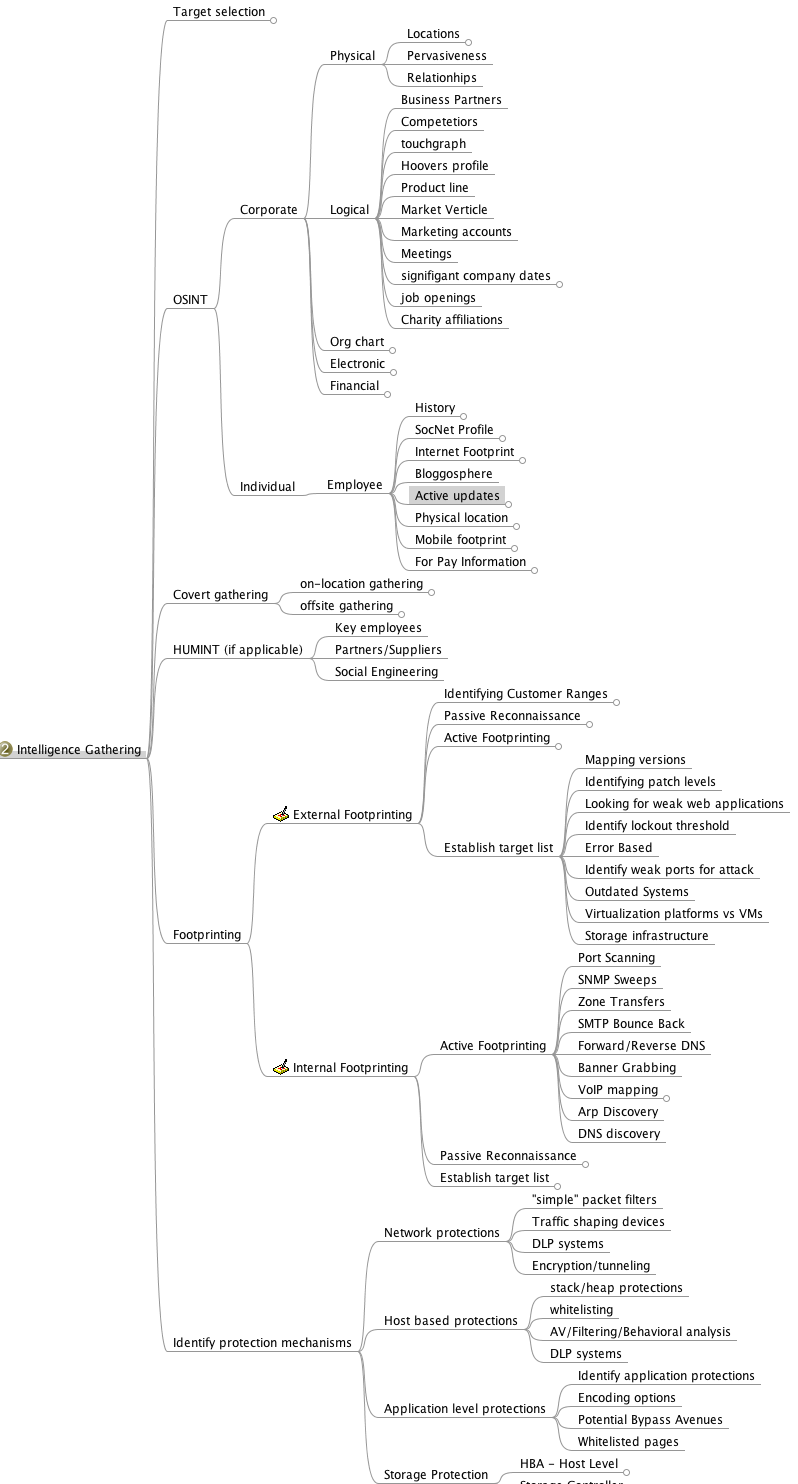 Target selection
Locations
Physical
Pervasiveness
Relationhips
Business Partners
Competetiors
touchgraph
Hoovers profile
Product line
Corporate
Logical
Market Verticle
Marketing accounts
Meetings
signifigant company dates
OSINT
job openings
Charity affiliations
Org chart
Electronic
Financial
History
SocNet Profile
Internet Footprint
Bloggosphere
Individual
Employee
Active updates
Physical location
Mobile footprint
For Pay Information
on-location gathering
Covert gathering
offsite gathering
Key employees
HUMINT (if applicable)
Partners/Suppliers
Social Engineering
Identifying Customer Ranges
Passive Reconnaissance
Active Footprinting
2 Intelligence Gathering
Mapping versions
Identifying patch levels
Looking for weak web applications
External Footprinting
Identify lockout threshold
Establish target list
Error Based
Identify weak ports for attack
Outdated Systems
Virtualization platforms vs VMs
Footprinting
Storage infrastructure
Port Scanning
SNMP Sweeps
Zone Transfers
SMTP Bounce Back
Active Footprinting
Forward/Reverse DNS
Internal Footprinting
Banner Grabbing
VoIP mapping
Arp Discovery
DNS discovery
Passive Reconnaissance
Establish target list
"simple" packet filters
Traffic shaping devices
Network protections
DLP systems
Encryption/tunneling
stack/heap protections
whitelisting
Host based protections
AV/Filtering/Behavioral analysis
Identify protection mechanisms
DLP systems
Identify application protections
Encoding options
Application level protections
Potential Bypass Avenues
Whitelisted pages
HBA - Host Level
Storage Protection
Storage Controller